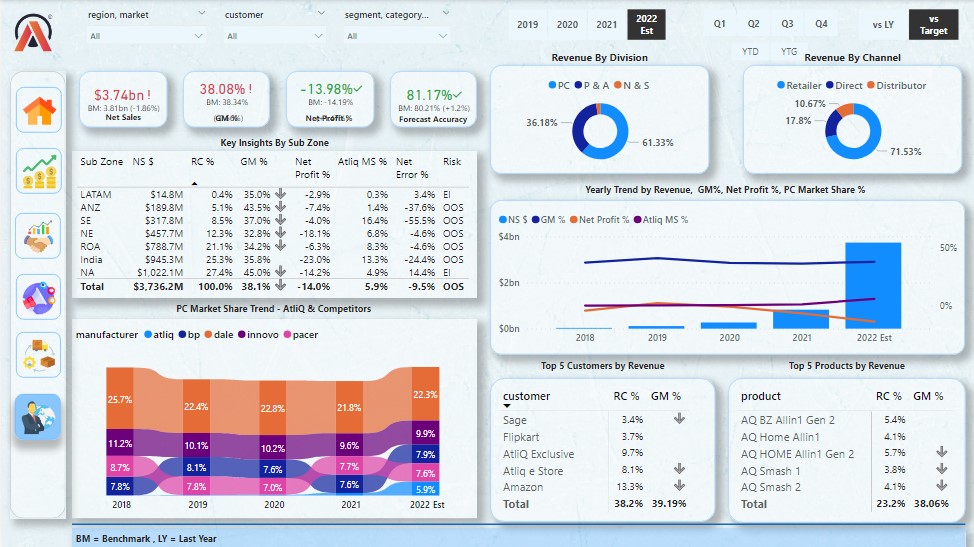 region, market
customer
segment, category...
All
All
All
2019 2020 2021 2022 Est
Q1 Q2 Q3 Q4
YTD YTG
vs LY vs Target
$3.74bn !
BM: 3.81bn (-1.86%)
Net Sales
38.08% !
BM: 38.34%
GM %
-13.98%✓
BM: -14.19%
Net Profit %
81.17%✓
BM: 80.21% (+1.2%)
Forecast Accuracy
Revenue By Division
PC P & A N & S
36.18%
61.33%
Revenue By Channel
Retailer Direct Distributor
10.67%
17.8%
71.53%
Key Insights By Sub Zone
Sub Zone NS $ RC % GM % Net Profit % Atliq MS % Net Error % Risk
LATAM $14.8M 0.4% 35.0% -2.9% 0.3% 3.4% EI
ANZ $189.8M 5.1% 43.5% -7.4% 1.4% -37.6% OOS
SE $317.8M 8.5% 37.0% -4.0% 16.4% -55.5% OOS
NE $457.7M 12.3% 32.8% -18.1% 6.8% -4.6% OOS
ROA $788.7M 21.1% 34.2% -6.3% 8.3% -4.6% OOS
India $945.3M 25.3% 35.8% -23.0% 13.3% -24.4% OOS
NA $1,022.1M 27.4% 45.0% -14.2% 4.9% 14.4% EI
Total $3,736.2M 100.0% 38.1% -14.0% 5.9% -9.5% OOS
Yearly Trend by Revenue, GM%, Net Profit %, PC Market Share %
NS $ GM % Net Profit % Atliq MS %
$4bn
$2bn
$0bn
50%
0%
2018 2019 2020 2021 2022 Est
PC Market Share Trend - AtliQ & Competitors
manufacturer atliq bp dale innovo pacer
25.7% 22.4% 22.8% 21.8% 22.3%
11.2% 10.1% 10.2% 9.6% 9.9%
8.7% 8.1% 7.6% 7.7% 7.9%
7.8% 7.8% 7.0% 7.6% 7.6%
5.9%
2018 2019 2020 2021 2022 Est
Top 5 Customers by Revenue
customer RC % GM %
Sage 3.4%
Flipkart 3.7%
AtliQ Exclusive 9.7%
Atliq e Store 8.1%
Amazon 13.3%
Total 38.2% 39.19%
Top 5 Products by Revenue
product RC % GM %
AQ BZ Allin1 Gen 2 5.4%
AQ Home Allin1 4.1%
AQ HOME Allin1 Gen 2 5.7%
AQ Smash 1 3.8%
AQ Smash 2 4.1%
Total 23.2% 38.06%
BM = Benchmark , LY = Last Year